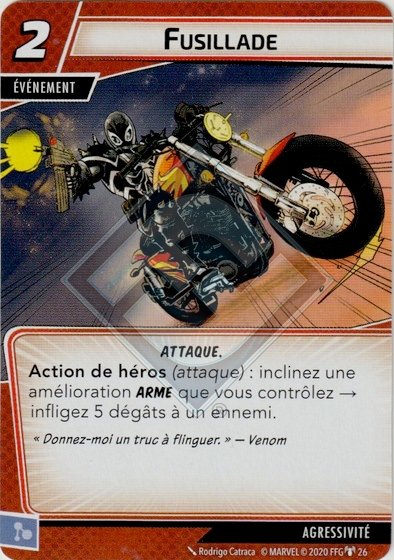 2
FUSILLADE
ÉVÉNEMENT
ATTAQUE.
Action de héros (attaque) : inclinez une
amélioration ARME que vous contrôlez →
infligez 5 dégâts à un ennemi.
« Donnez-moi un truc à flinguer. » — Venom
AGRESSIVITÉ
Rodrigo Catraca © MARVEL © 2020 FFG 26